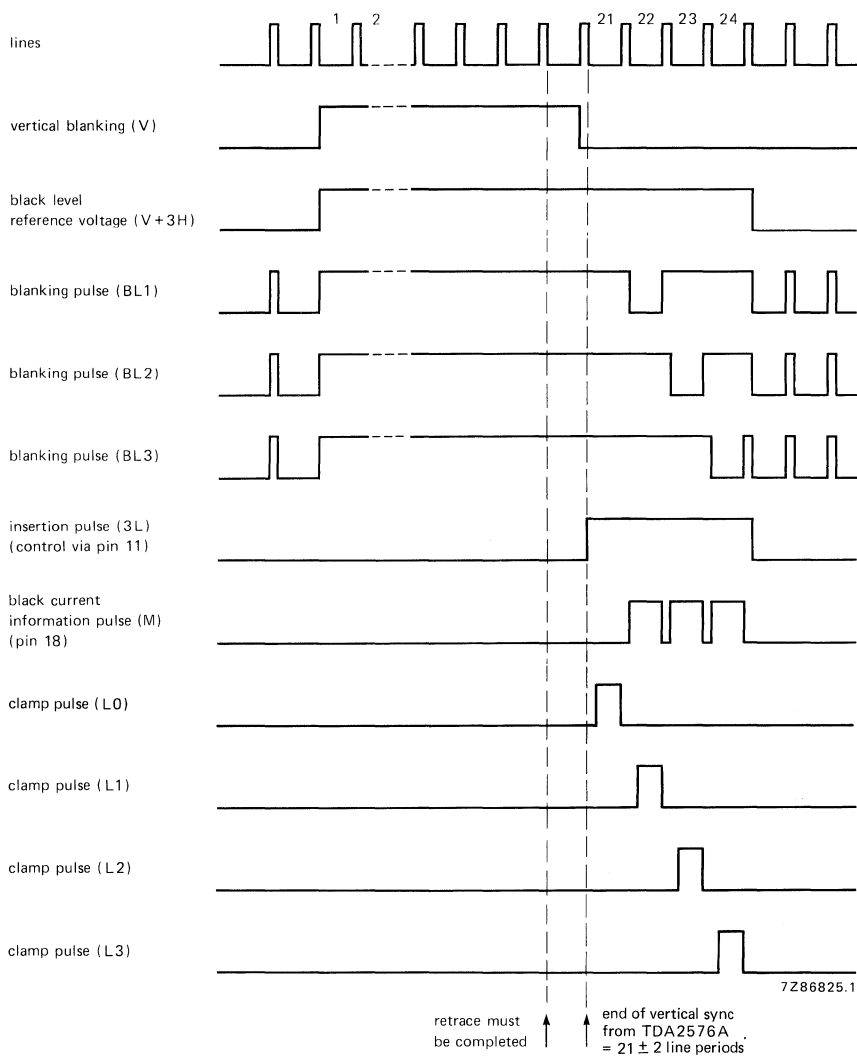 1 2 21 22 23 24
lines
vertical blanking (V)
black level
reference voltage (V+3H)
blanking pulse (BL1)
blanking pulse (BL2)
blanking pulse (BL3)
insertion pulse (3L)
(control via pin 11)
black current
information pulse (M)
(pin 18)
clamp pulse (L0)
clamp pulse (L1)
clamp pulse (L2)
clamp pulse (L3)
7Z86825.1
retrace must
be completed
end of vertical sync
from TDA2576A
= 21 ± 2 line periods